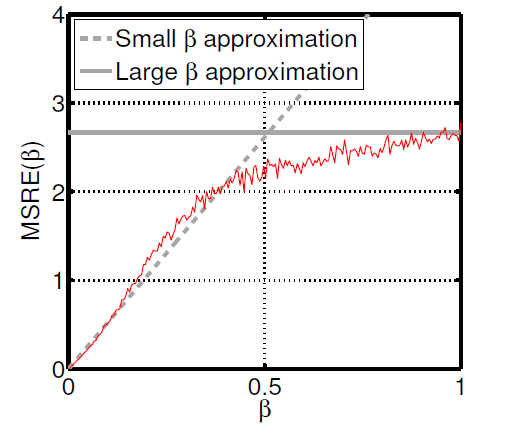 4
Small β approximation
Large β approximation
3
2
1
0
MSRE(β)
0 0.5 1
β